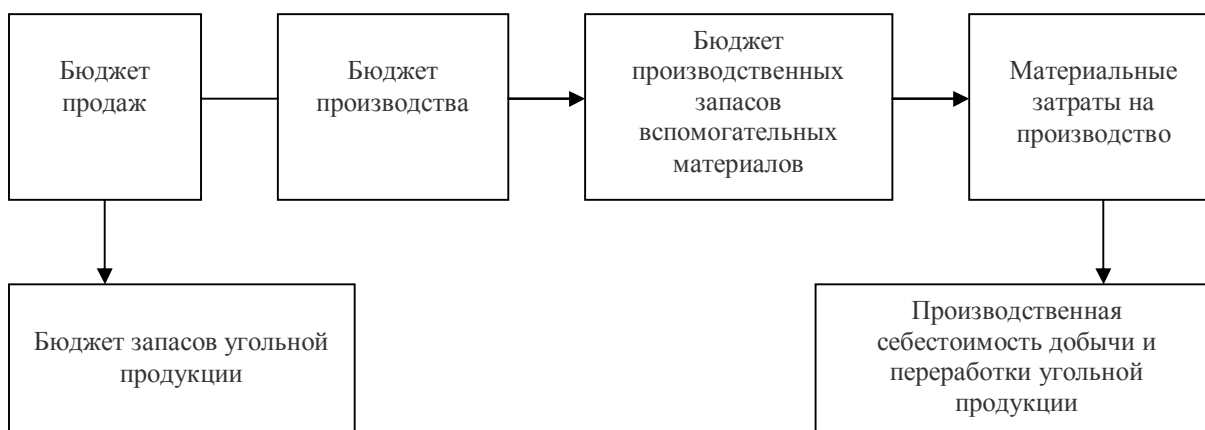 Бюджет
продаж
Бюджет
производства
Бюджет
производственных
запасов
вспомогательных
материалов
Материальные
затраты на
производство
Бюджет запасов угольной
продукции
Производственная
себестоимость добычи и
переработки угольной
продукции